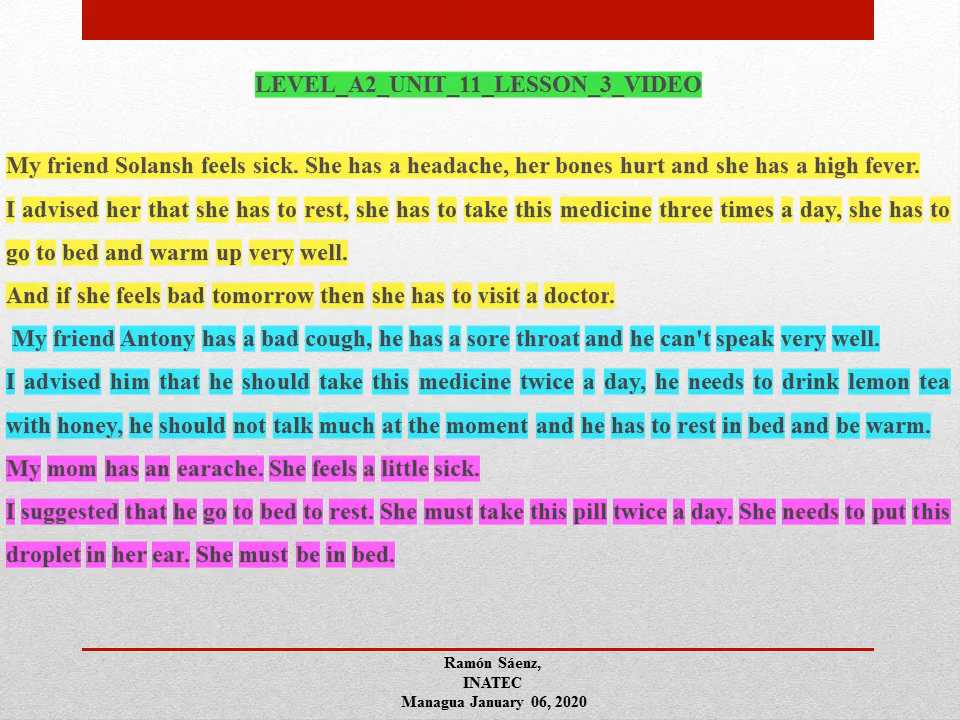 LEVEL_A2_UNIT_11_LESSON_3_VIDEO
My friend Solansh feels sick. She has a headache, her bones hurt and she has a high fever.
I advised her that she has to rest, she has to take this medicine three times a day, she has to
go to bed and warm up very well.
And if she feels bad tomorrow then she has to visit a doctor.
My friend Antony has a bad cough, he has a sore throat and he can't speak very well.
I advised him that he should take this medicine twice a day, he needs to drink lemon tea
with honey, he should not talk much at the moment and he has to rest in bed and be warm.
My mom has an earache. She feels a little sick.
I suggested that he go to bed to rest. She must take this pill twice a day. She needs to put this
droplet in her ear. She must be in bed.
Ramón Sáenz,
INATEC
Managua January 06, 2020